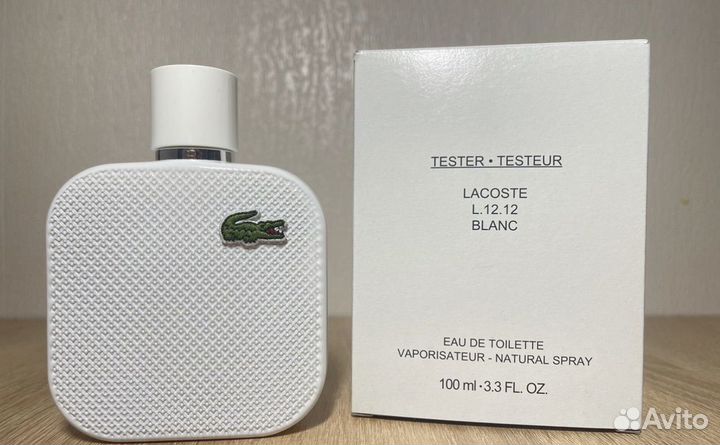 TESTER • TESTEUR
LACOSTE
L.12.12
BLANC
EAU DE TOILETTE
VAPORISATEUR - NATURAL SPRAY
100 ml • 3.3 FL. OZ.
Avito